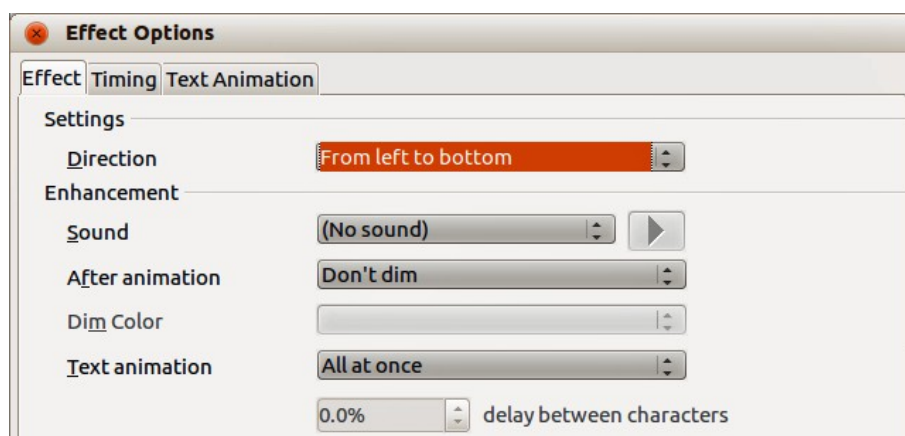 Effect Options
Effect Timing Text Animation
Settings
Direction From left to bottom
Enhancement
Sound (No sound)
After animation Don't dim
Dim Color
Text animation All at once
0.0% delay between characters